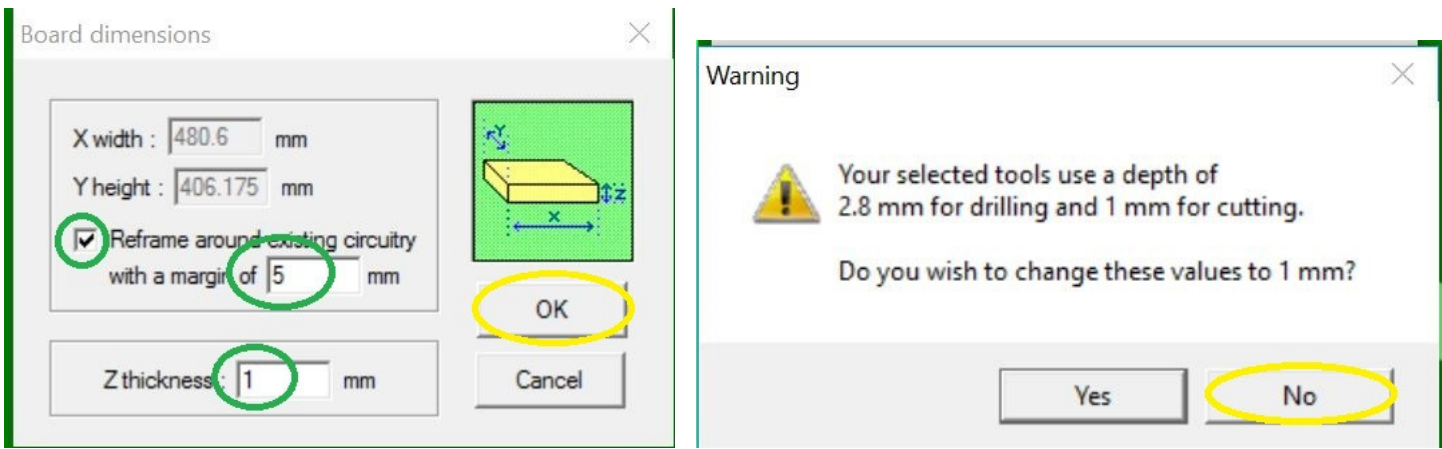 Board dimensions
X width : 480.6 mm
Y height : 406.175 mm
Reframe around existing circuitry
with a margin of 5 mm
Z thickness : 1 mm
Y
Z
X
OK
Cancel
Warning
Your selected tools use a depth of
2.8 mm for drilling and 1 mm for cutting.
Do you wish to change these values to 1 mm?
Yes
No